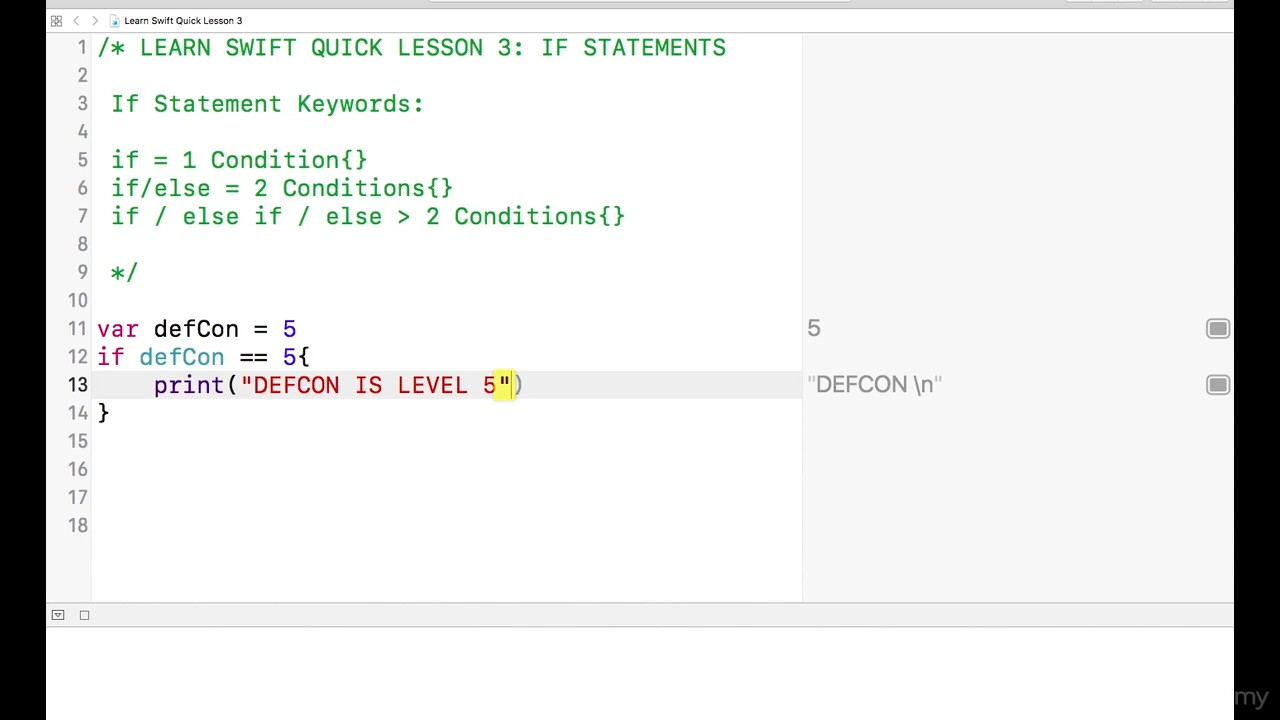 Learn Swift Quick Lesson 3
1 /* LEARN SWIFT QUICK LESSON 3: IF STATEMENTS
2
3 If Statement Keywords:
4
5 if = 1 Condition{}
6 if/else = 2 Conditions{}
7 if / else if / else > 2 Conditions{}
8
9 */
10
11 var defCon = 5 5
12 if defCon == 5{
13 print("DEFCON IS LEVEL 5") "DEFCON \n"
14 }
15
16
17
18
my